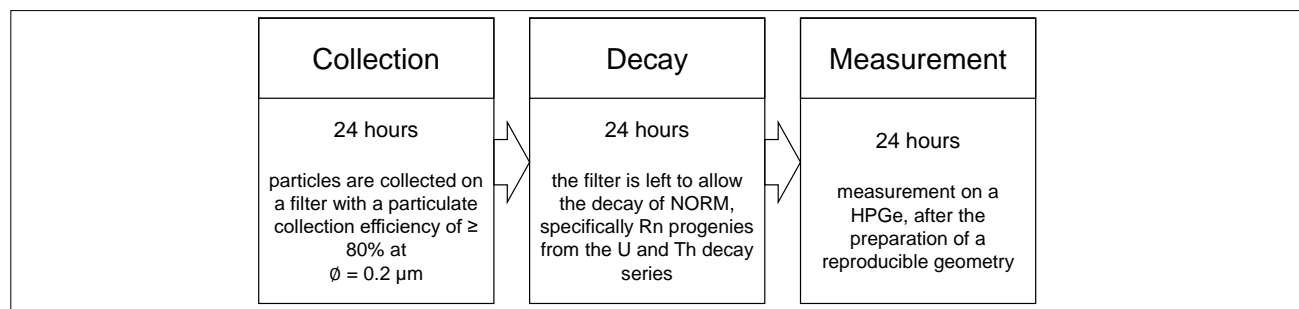 Collection
24 hours
particles are collected on
a filter with a particulate
collection efficiency of ≥
80% at
∅ = 0.2 µm
Decay
24 hours
the filter is left to allow
the decay of NORM,
specifically Rn progenies
from the U and Th decay
series
Measurement
24 hours
measurement on a
HPGe, after the
preparation of a
reproducible geometry